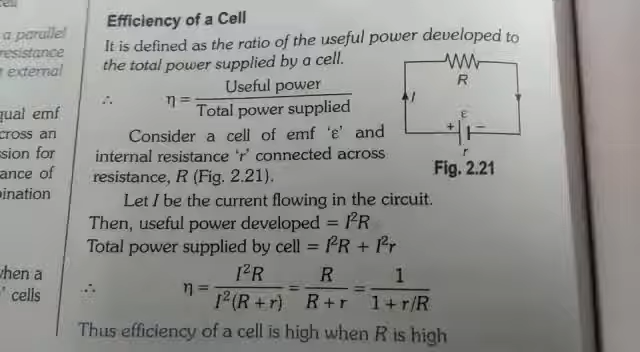 a parallel
resistance
external
qual emf
cross an
sion for
ance of
bination
when a
' cells
Efficiency of a Cell
It is defined as the ratio of the useful power developed to
the total power supplied by a cell.
∴ η = Useful power / Total power supplied
Consider a cell of emf 'ε' and
internal resistance 'r' connected across
resistance, R (Fig. 2.21).
R
I
ε
+ −
r
Fig. 2.21
Let I be the current flowing in the circuit.
Then, useful power developed = I²R
Total power supplied by cell = I²R + I²r
∴ η = I²R / I²(R + r) = R / R + r = 1 / 1 + r/R
Thus efficiency of a cell is high when R is high